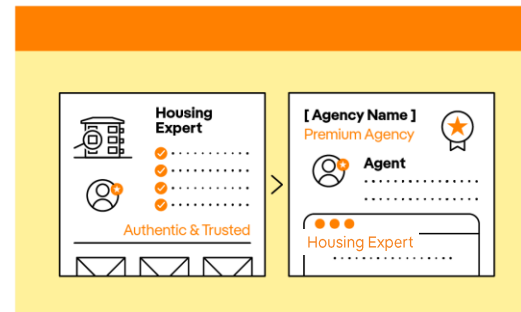 Housing
Expert
Authentic & Trusted
[ Agency Name ]
Premium Agency
Agent
Housing Expert